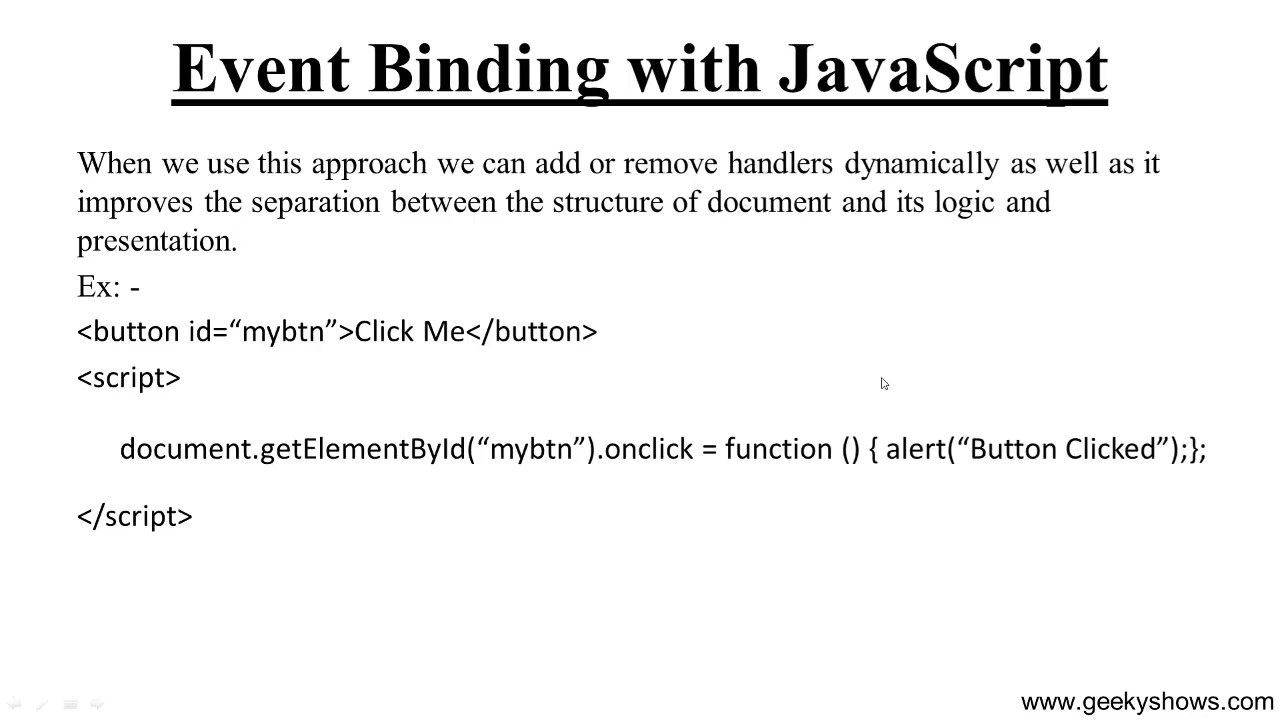 Event Binding with JavaScript
When we use this approach we can add or remove handlers dynamically as well as it
improves the separation between the structure of document and its logic and
presentation.
Ex: -
<button id=“mybtn”>Click Me</button>
<script>
document.getElementById(“mybtn”).onclick = function () { alert(“Button Clicked”);};
</script>
www.geekyshows.com